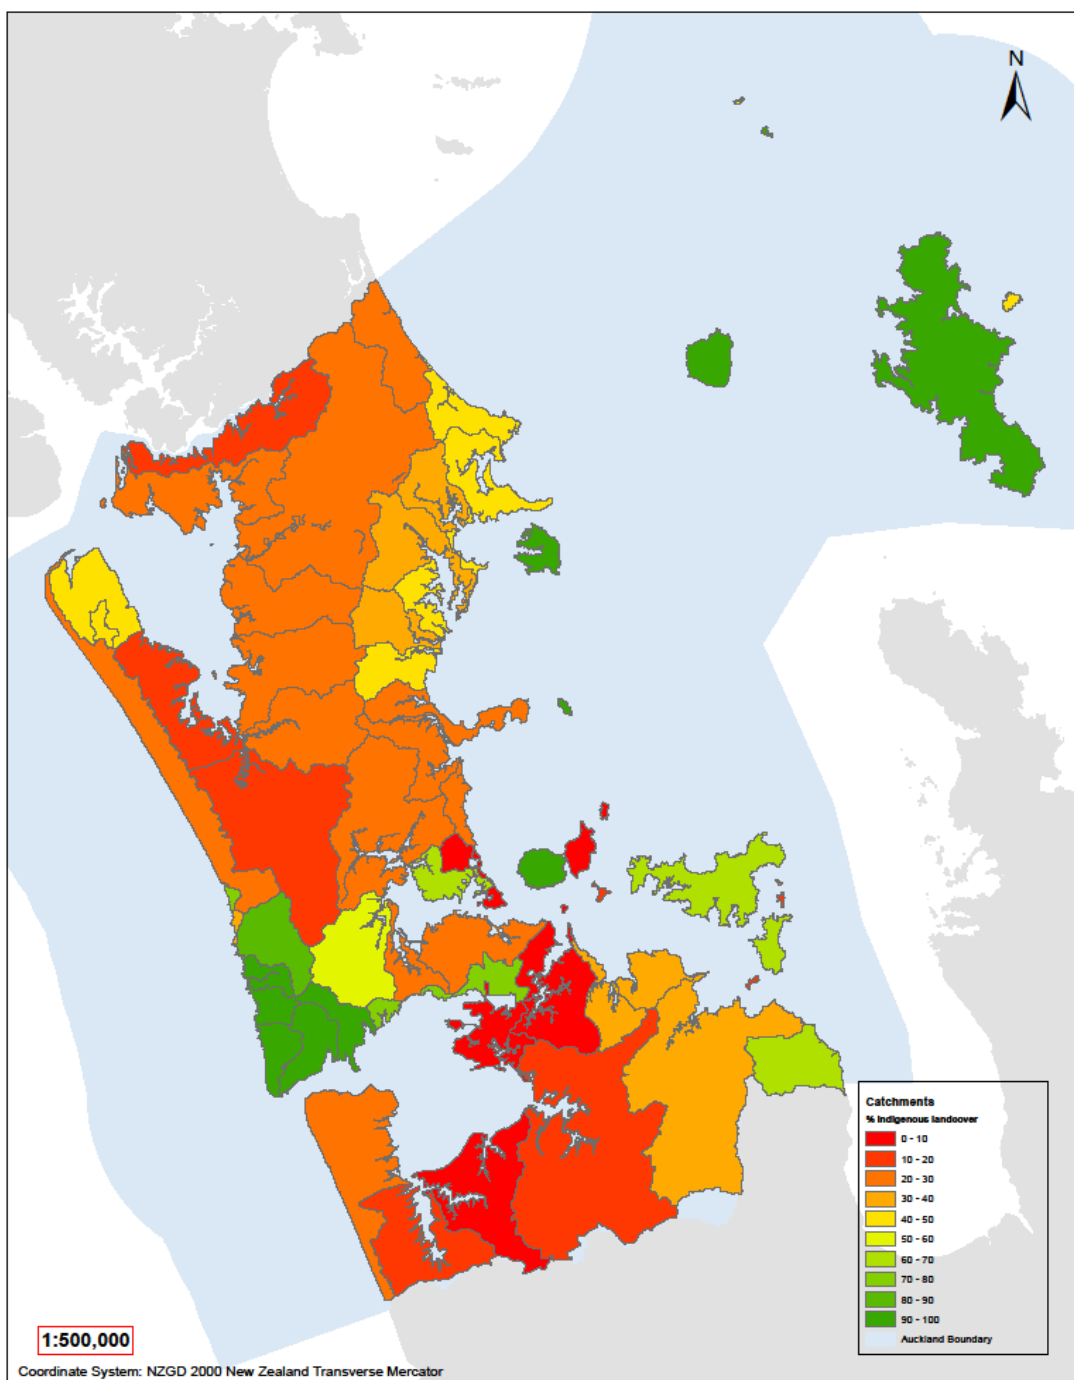 N
Catchments
% Indigenous landcover
0 - 10
10 - 20
20 - 30
30 - 40
40 - 50
50 - 60
60 - 70
70 - 80
80 - 90
90 - 100
Auckland Boundary
1:500,000
Coordinate System: NZGD 2000 New Zealand Transverse Mercator